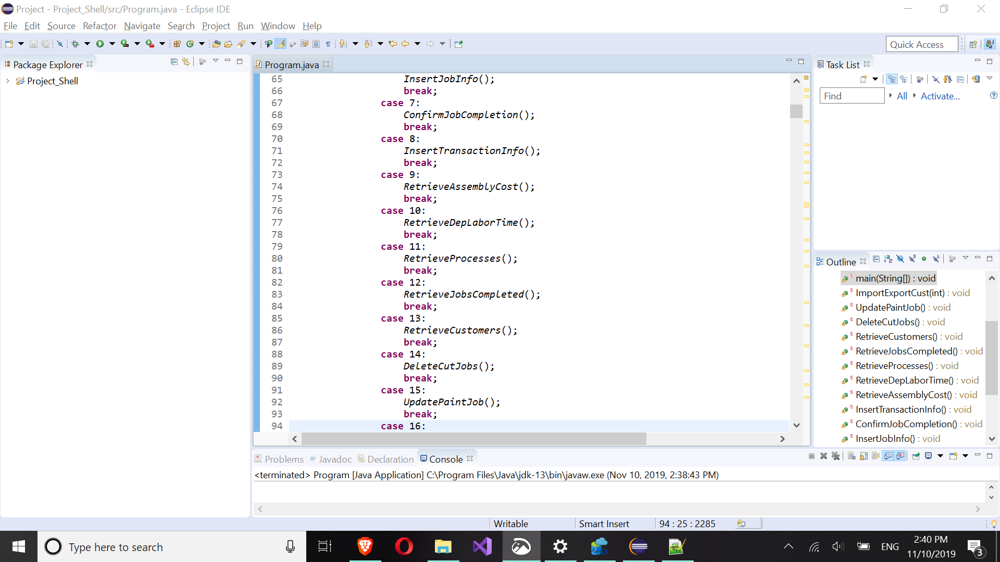 Project - Project_Shell/src/Program.java - Eclipse IDE
File Edit Source Refactor Navigate Search Project Run Window Help
Quick Access
Package Explorer
Project_Shell
Program.java
65 InsertJobInfo();
66 break;
67 case 7:
68 ConfirmJobCompletion();
69 break;
70 case 8:
71 InsertTransactionInfo();
72 break;
73 case 9:
74 RetrieveAssemblyCost();
75 break;
76 case 10:
77 RetrieveDepLaborTime();
78 break;
79 case 11:
80 RetrieveProcesses();
81 break;
82 case 12:
83 RetrieveJobsCompleted();
84 break;
85 case 13:
86 RetrieveCustomers();
87 break;
88 case 14:
89 DeleteCutJobs();
90 break;
91 case 15:
92 UpdatePaintJob();
93 break;
94 case 16:
Task List
Find All Activate...
Outline
main(String[]) : void
ImportExportCust(int) : void
UpdatePaintJob() : void
DeleteCutJobs() : void
RetrieveCustomers() : void
RetrieveJobsCompleted() : void
RetrieveProcesses() : void
RetrieveDepLaborTime() : void
RetrieveAssemblyCost() : void
InsertTransactionInfo() : void
ConfirmJobCompletion() : void
InsertJobInfo() : void
Problems @ Javadoc Declaration Console
<terminated> Program [Java Application] C:\Program Files\Java\jdk-13\bin\javaw.exe (Nov 10, 2019, 2:38:43 PM)
Writable Smart Insert 94 : 25 : 2285
Type here to search
ENG
2:40 PM
11/10/2019
3